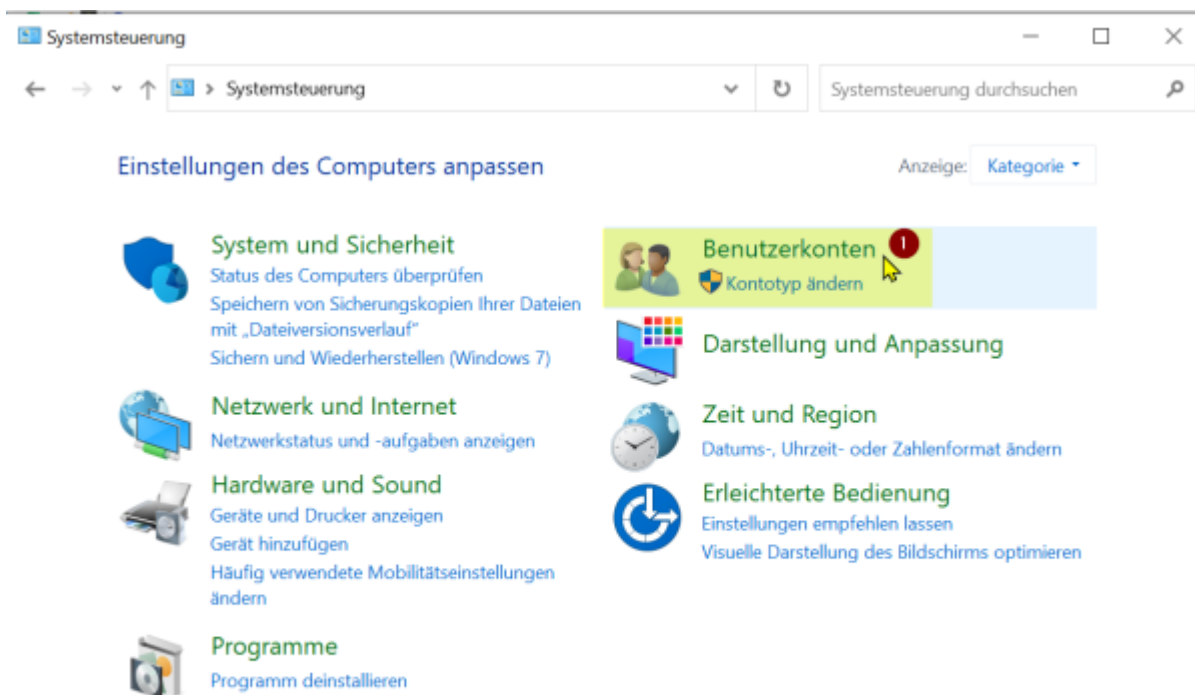 Systemsteuerung
Systemsteuerung
Systemsteuerung durchsuchen
Einstellungen des Computers anpassen
Anzeige: Kategorie
System und Sicherheit
Status des Computers überprüfen
Speichern von Sicherungskopien Ihrer Dateien
mit „Dateiversionsverlauf“
Sichern und Wiederherstellen (Windows 7)
Netzwerk und Internet
Netzwerkstatus und -aufgaben anzeigen
Hardware und Sound
Geräte und Drucker anzeigen
Gerät hinzufügen
Häufig verwendete Mobilitätseinstellungen
ändern
Programme
Programm deinstallieren
Benutzerkonten 1
Kontotyp ändern
Darstellung und Anpassung
Zeit und Region
Datums-, Uhrzeit- oder Zahlenformat ändern
Erleichterte Bedienung
Einstellungen empfehlen lassen
Visuelle Darstellung des Bildschirms optimieren